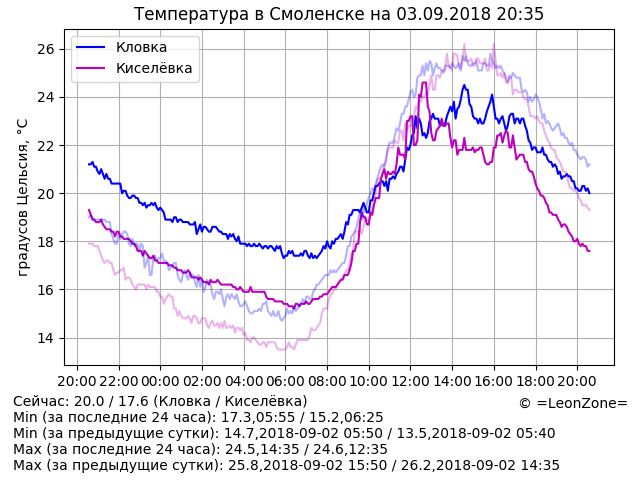 Температура в Смоленске на 03.09.2018 20:35
Кловка
Киселёвка
градусов Цельсия, °C
26
24
22
20
18
16
14
20:00 22:00 00:00 02:00 04:00 06:00 08:00 10:00 12:00 14:00 16:00 18:00 20:00
Сейчас: 20.0 / 17.6 (Кловка / Киселёвка)
© =LeonZone=
Min (за последние 24 часа): 17.3,05:55 / 15.2,06:25
Min (за предыдущие сутки): 14.7,2018-09-02 05:50 / 13.5,2018-09-02 05:40
Max (за последние 24 часа): 24.5,14:35 / 24.6,12:35
Max (за предыдущие сутки): 25.8,2018-09-02 15:50 / 26.2,2018-09-02 14:35